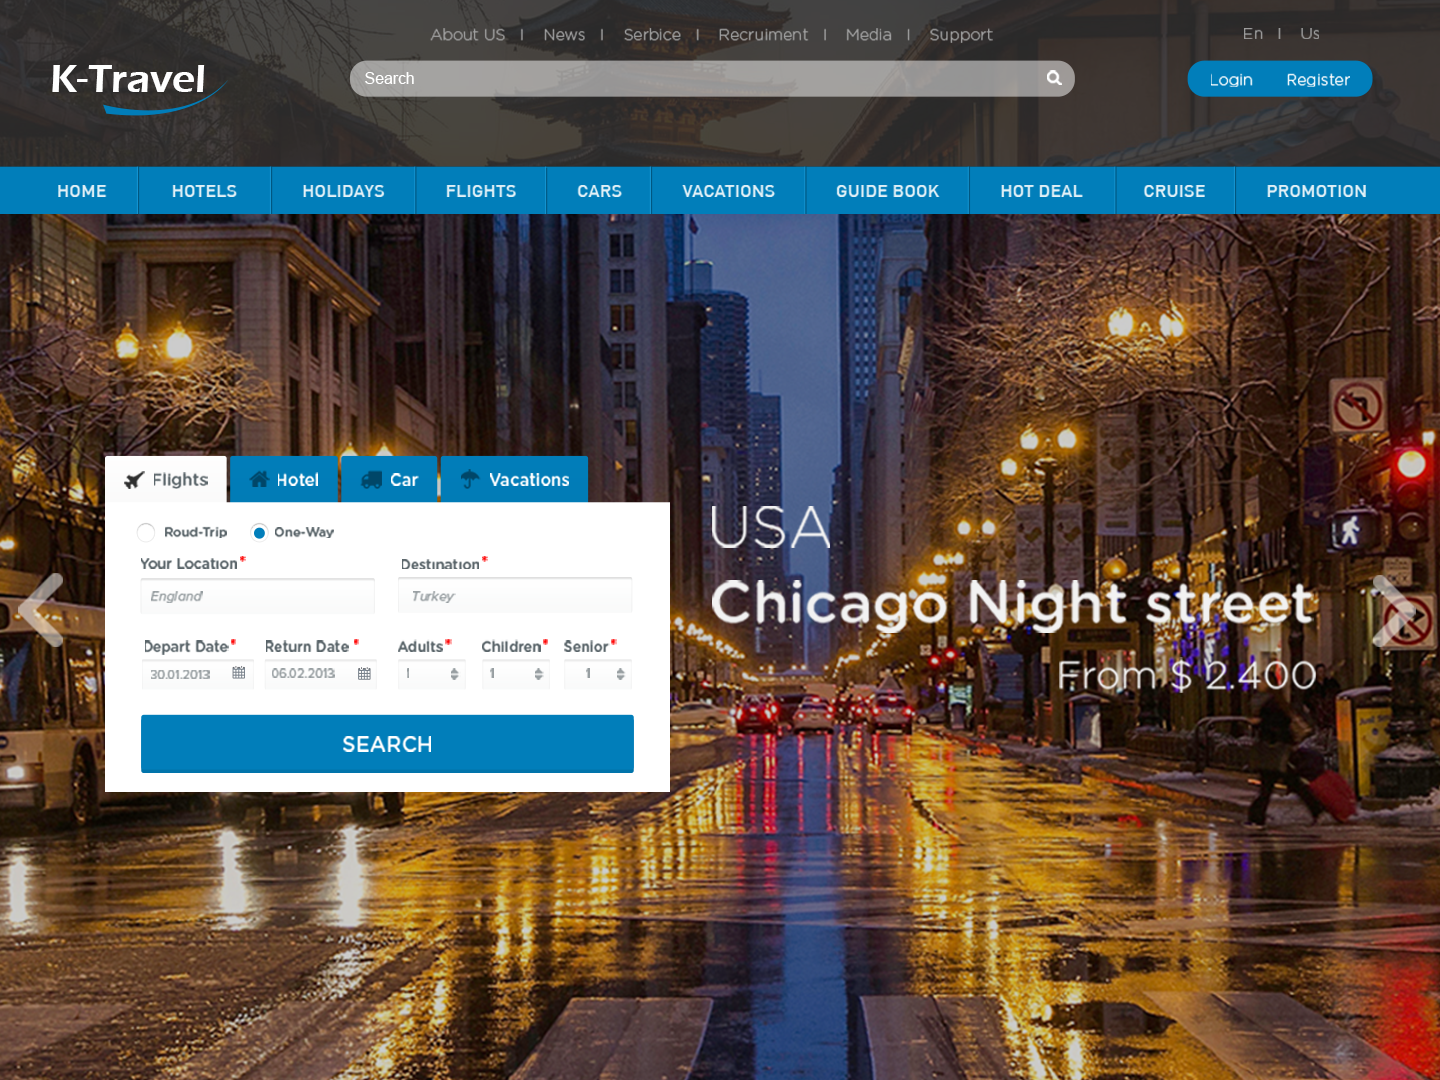 About US | News | Serbice | Recruiment | Media | Support
En | Us
K-Travel
Search
Login Register
HOME HOTELS HOLIDAYS FLIGHTS CARS VACATIONS GUIDE BOOK HOT DEAL CRUISE PROMOTION
Flights Hotel Car Vacations
Roud-Trip One-Way
Your Location* Destination*
England Turkey
Depart Date* Return Date* Adults* Children* Senior*
30.01.2013 06.02.2013 1 1 1
SEARCH
USA
Chicago Night street
From $ 2.400